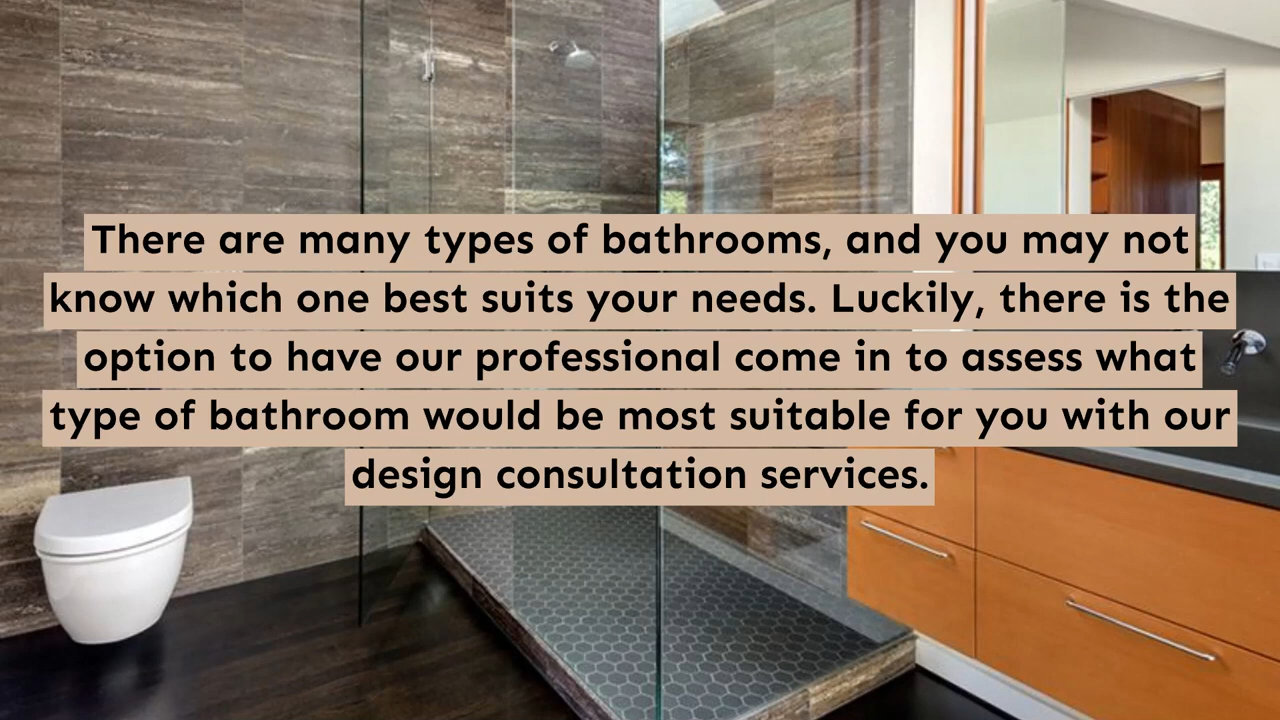 There are many types of bathrooms, and you may not
know which one best suits your needs. Luckily, there is the
option to have our professional come in to assess what
type of bathroom would be most suitable for you with our
design consultation services.